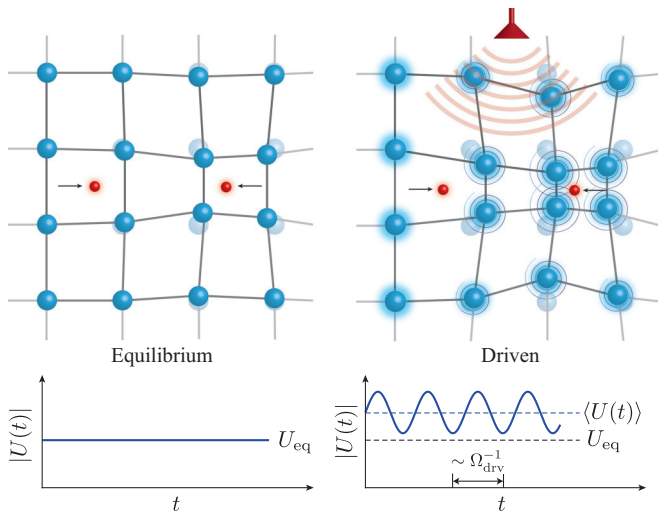 Equilibrium
Driven
|U(t)|
U_eq
t
|U(t)|
⟨U(t)⟩
U_eq
∼ Ω_drv^−1
t